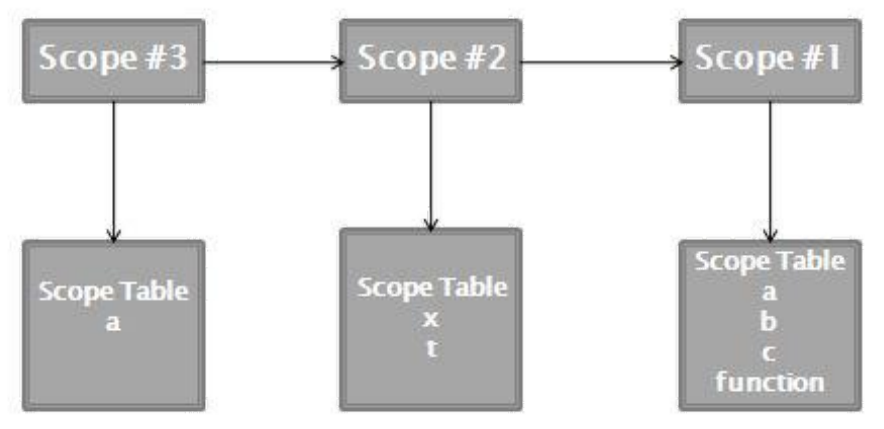 Scope #3
Scope #2
Scope #1
Scope Table
a
Scope Table
x
t
Scope Table
a
b
c
function